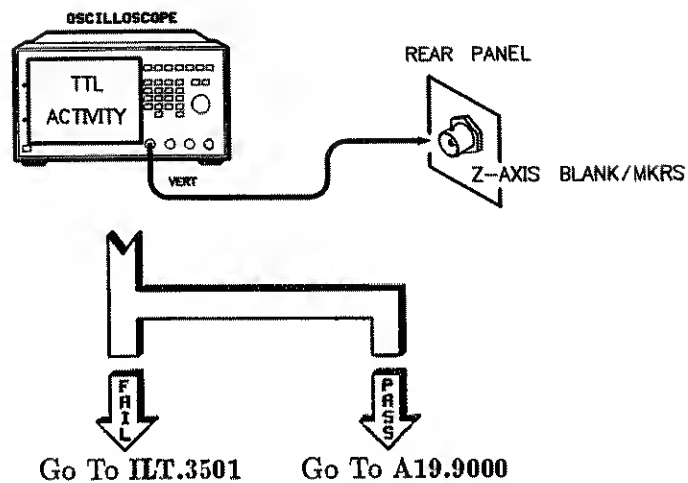 OSCILLOSCOPE
TTL
ACTIVITY
VERT
REAR PANEL
Z-AXIS BLANK/MKRS
FAIL
PASS
Go To ILT.3501
Go To A19.9000